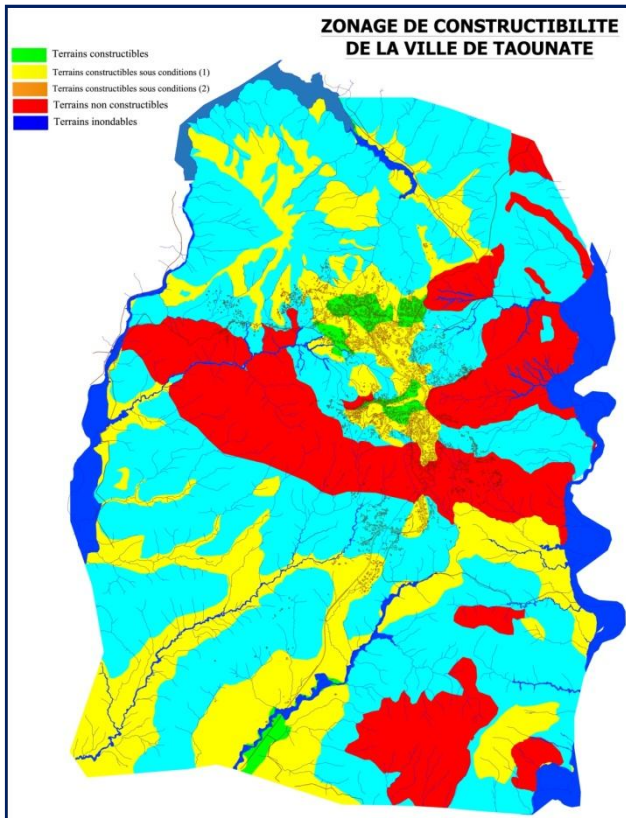 ZONAGE DE CONSTRUCTIBILITE
DE LA VILLE DE TAOUNATE
Terrains constructibles
Terrains constructibles sous conditions (1)
Terrains constructibles sous conditions (2)
Terrains non constructibles
Terrains inondables